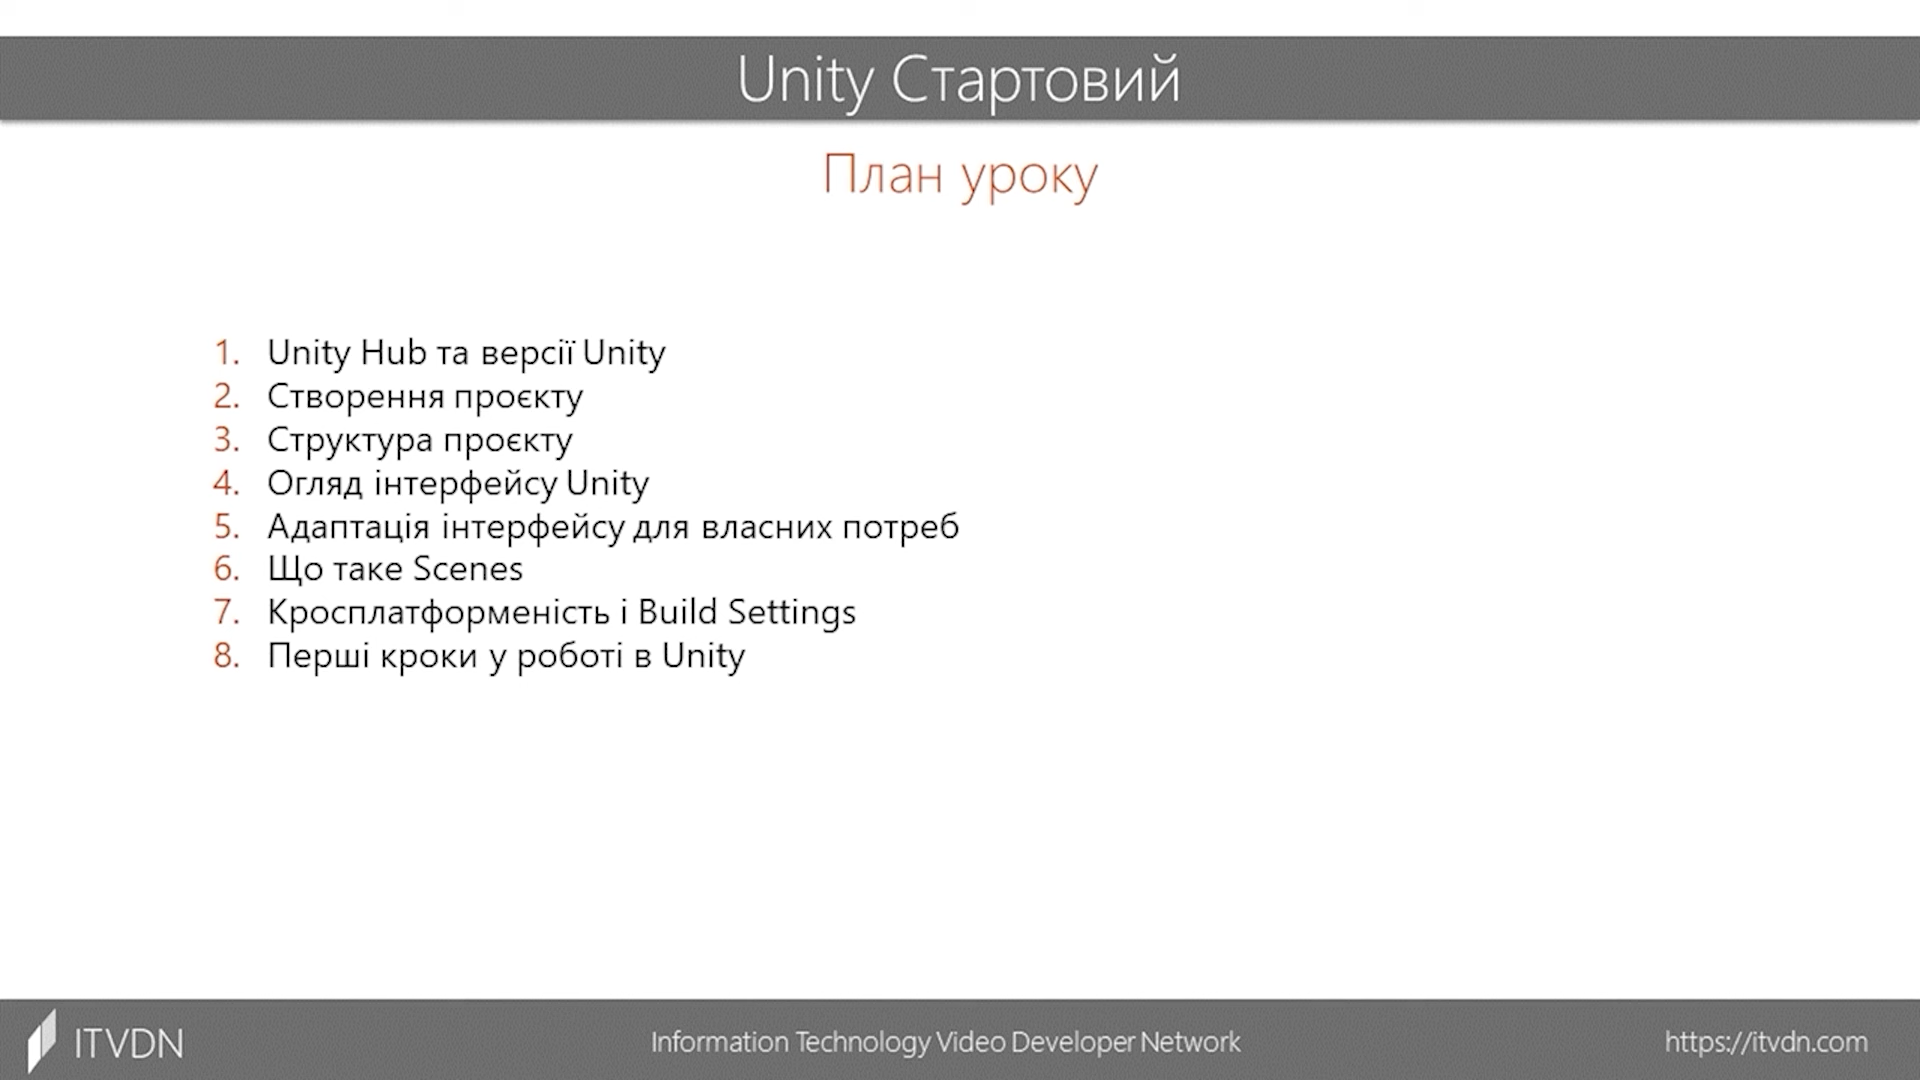 Unity Стартовий
План уроку
1. Unity Hub та версії Unity
2. Створення проєкту
3. Структура проєкту
4. Огляд інтерфейсу Unity
5. Адаптація інтерфейсу для власних потреб
6. Що таке Scenes
7. Кросплатформеність і Build Settings
8. Перші кроки у роботі в Unity
ITVDN
Information Technology Video Developer Network
https://itvdn.com